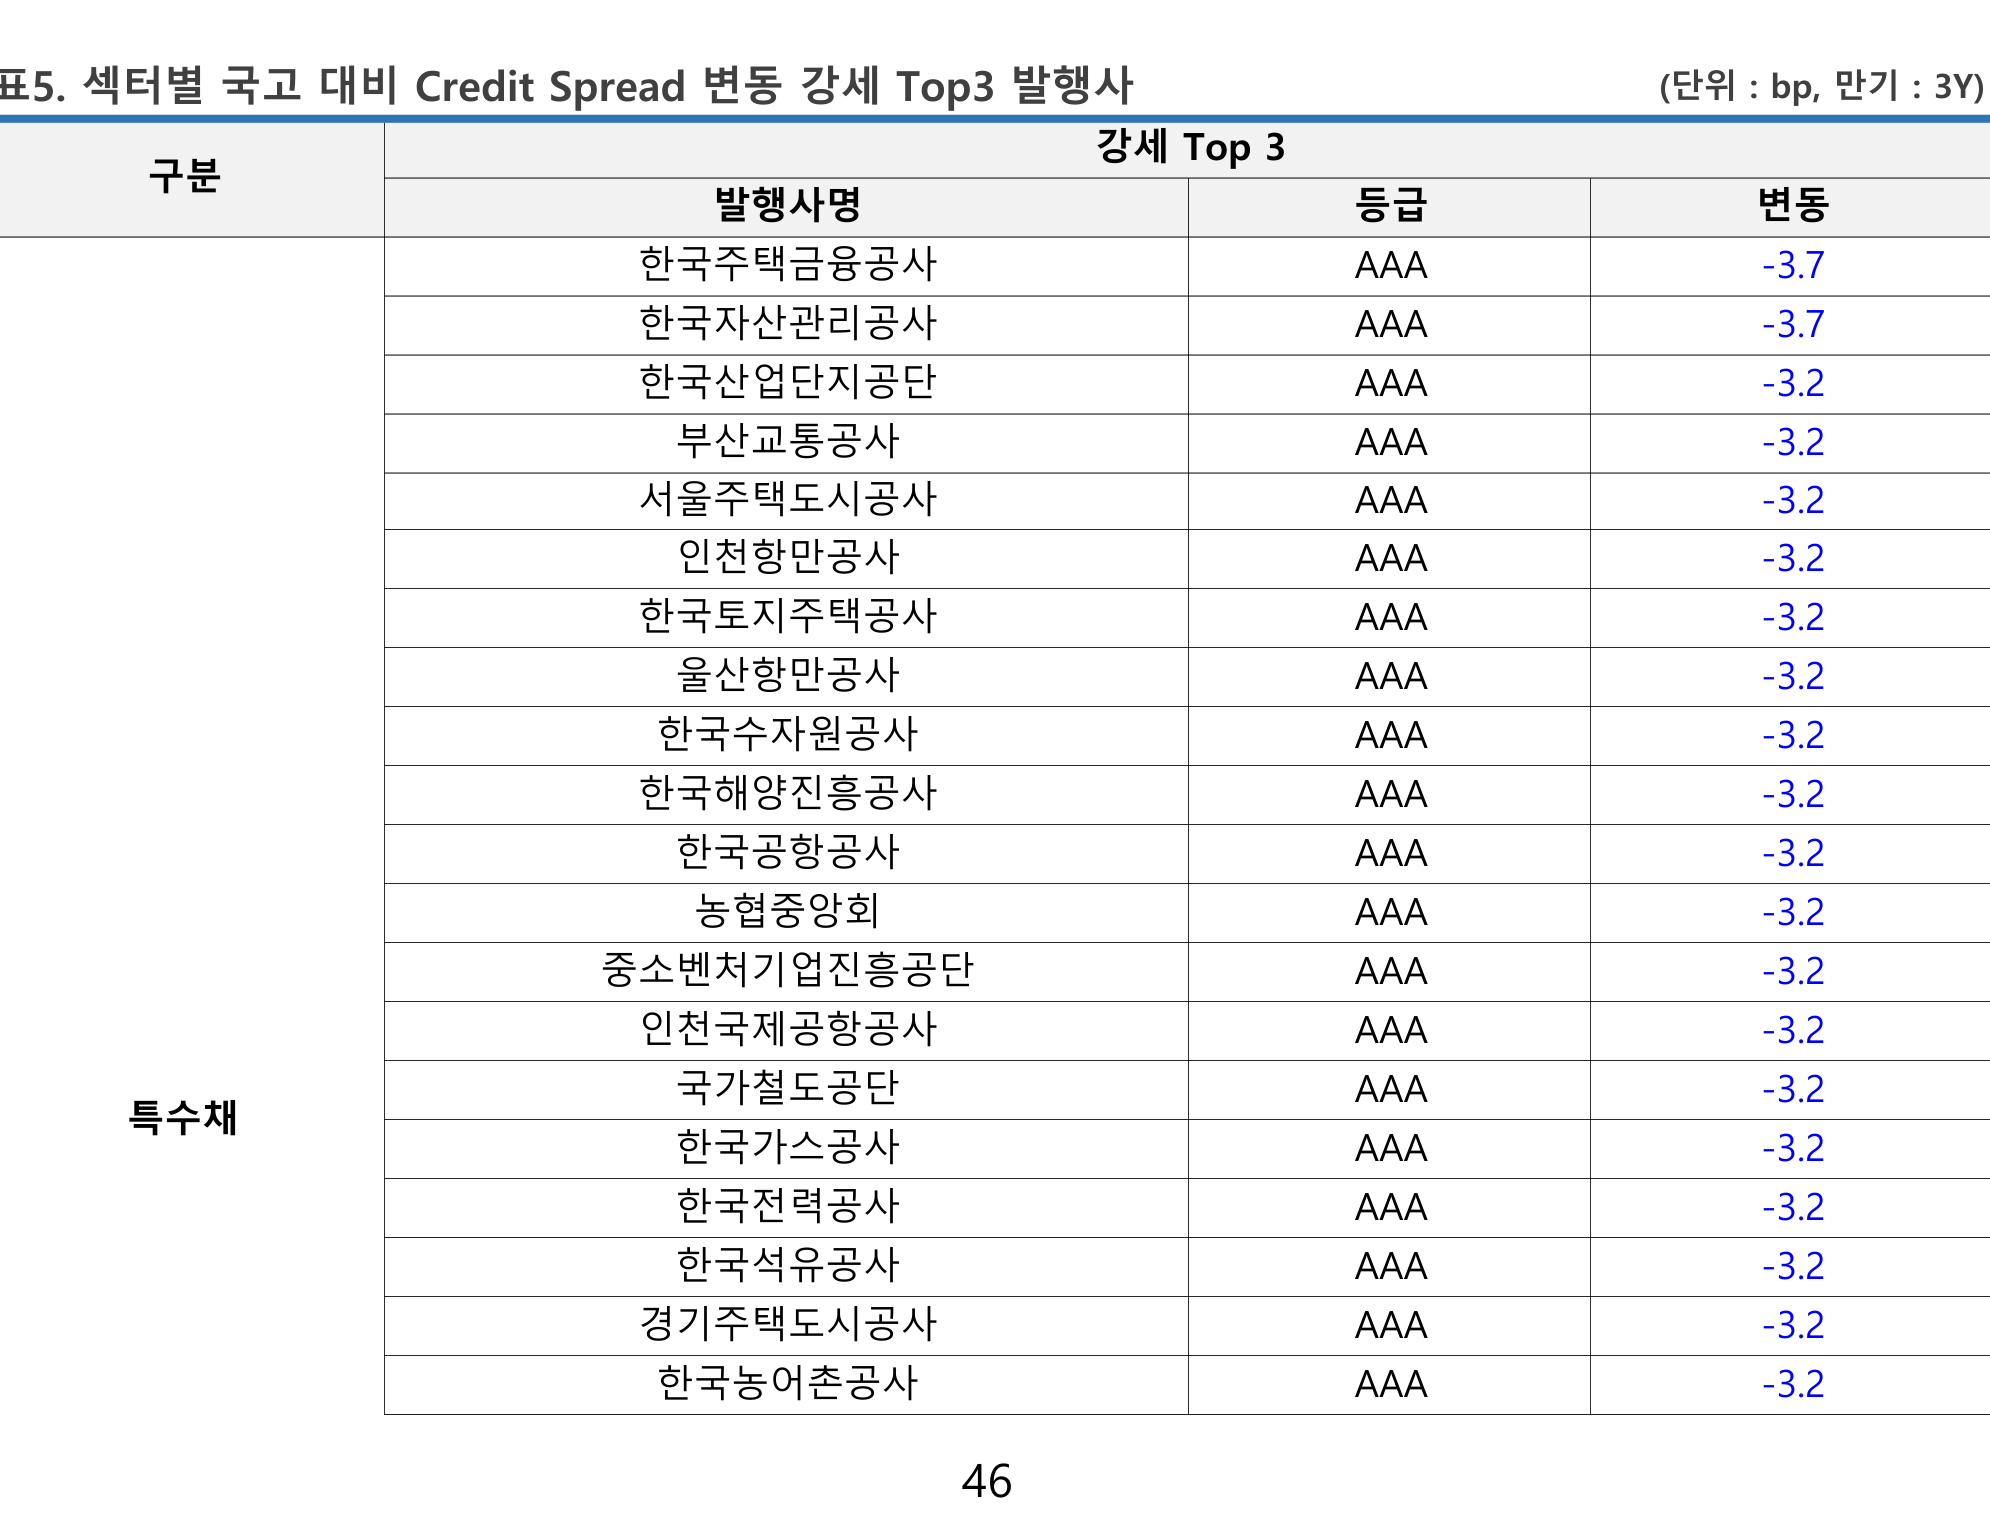 표5. 섹터별 국고 대비 Credit Spread 변동 강세 Top3 발행사 (단위 : bp, 만기 : 3Y)
구분 강세 Top 3
발행사명 등급 변동
한국주택금융공사 AAA -3.7
한국자산관리공사 AAA -3.7
한국산업단지공단 AAA -3.2
부산교통공사 AAA -3.2
서울주택도시공사 AAA -3.2
인천항만공사 AAA -3.2
한국토지주택공사 AAA -3.2
울산항만공사 AAA -3.2
한국수자원공사 AAA -3.2
한국해양진흥공사 AAA -3.2
한국공항공사 AAA -3.2
농협중앙회 AAA -3.2
중소벤처기업진흥공단 AAA -3.2
인천국제공항공사 AAA -3.2
국가철도공단 AAA -3.2
특수채
한국가스공사 AAA -3.2
한국전력공사 AAA -3.2
한국석유공사 AAA -3.2
경기주택도시공사 AAA -3.2
한국농어촌공사 AAA -3.2
46